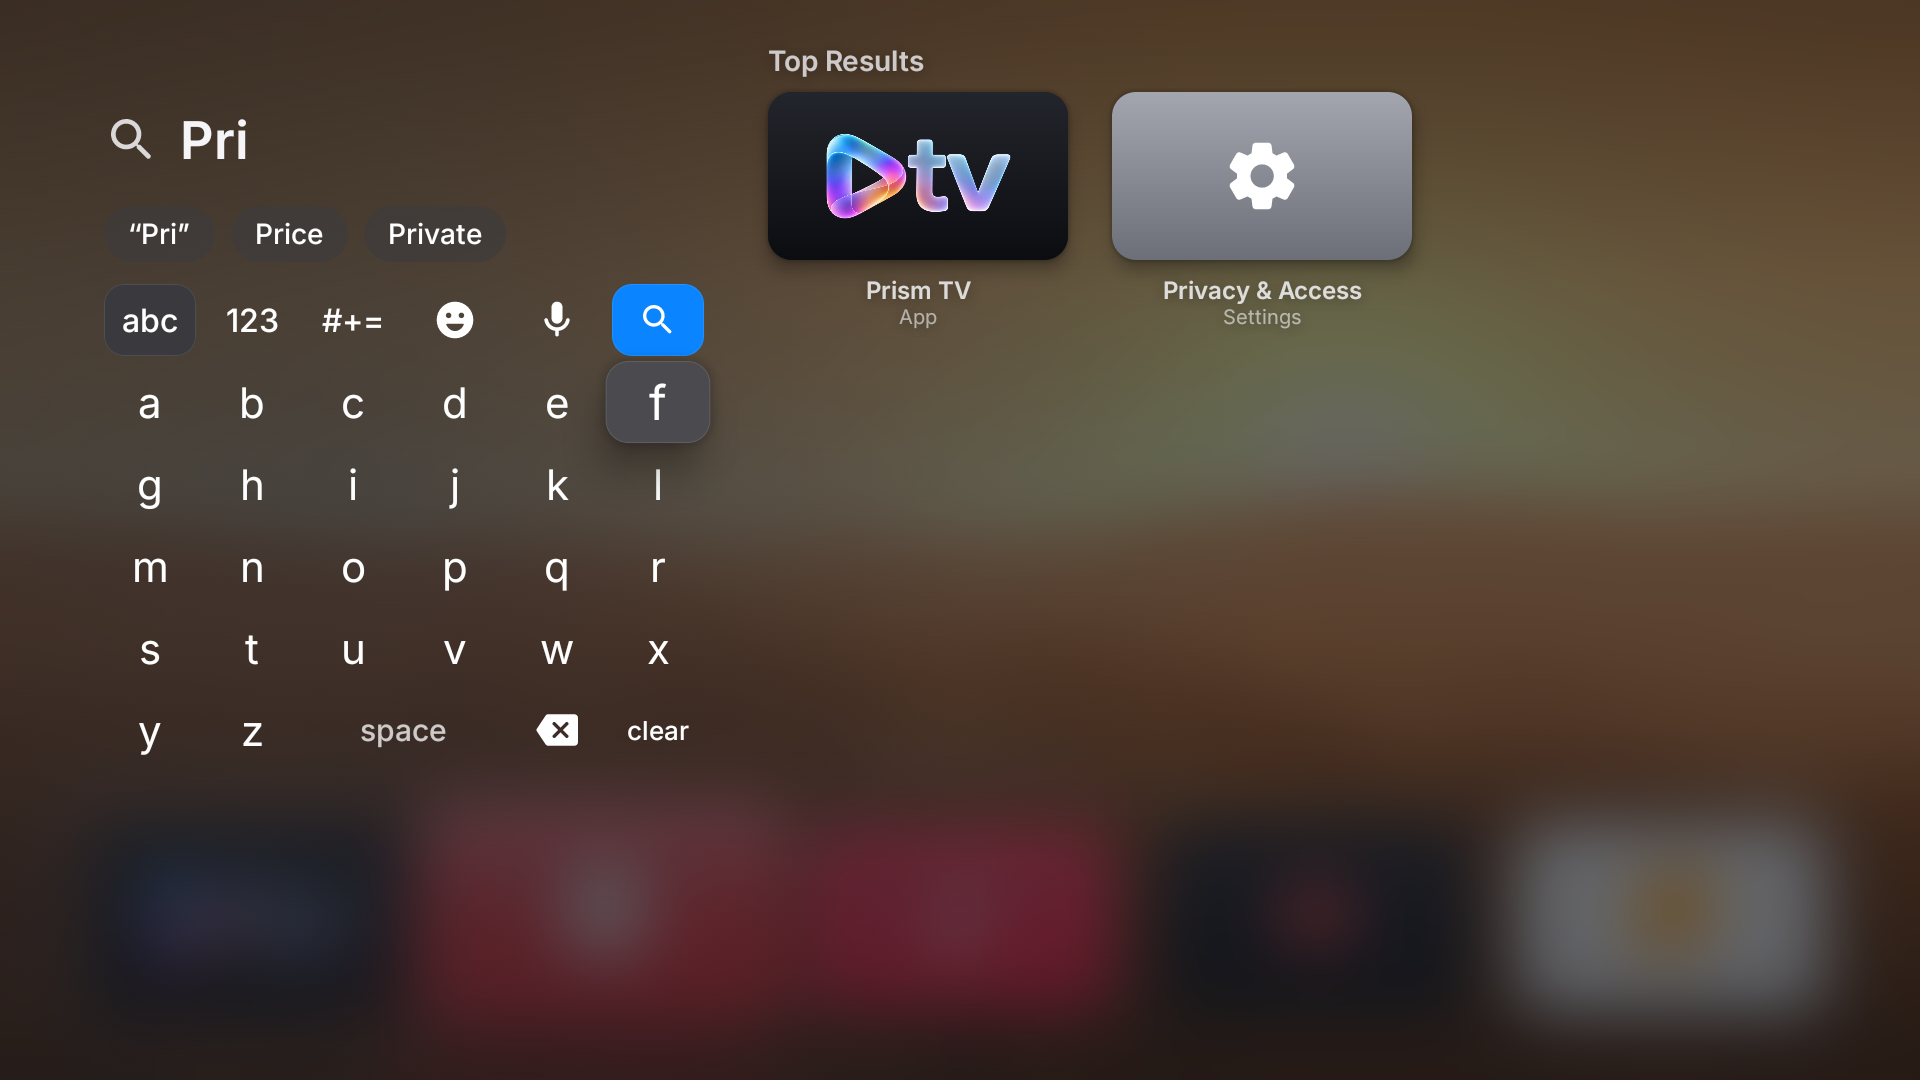 Pri
“Pri” Price Private
abc 123 #+=
a b c d e f
g h i j k l
m n o p q r
s t u v w x
y z space clear
Top Results
tv
Prism TV
App
Privacy & Access
Settings